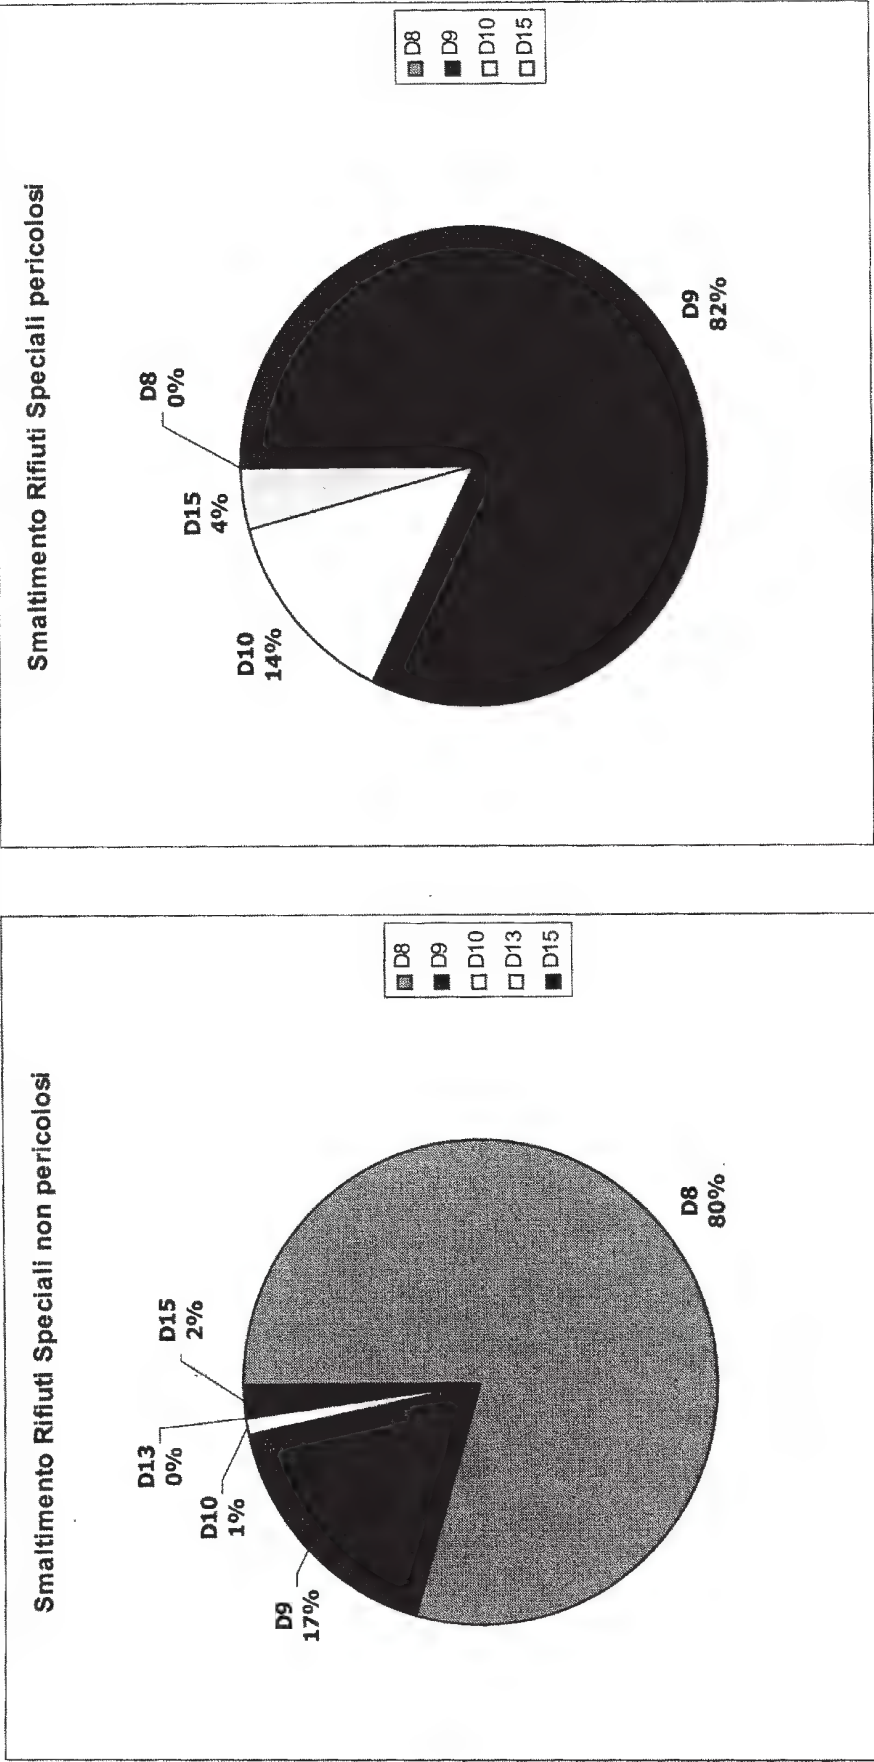 Smaltimento Rifiuti Speciali non pericolosi
D15
2%
D13
0%
D10
1%
D9
17%
D8
80%
D8
D9
D10
D13
D15
Smaltimento Rifiuti Speciali pericolosi
D8
0%
D15
4%
D10
14%
D9
82%
D8
D9
D10
D15